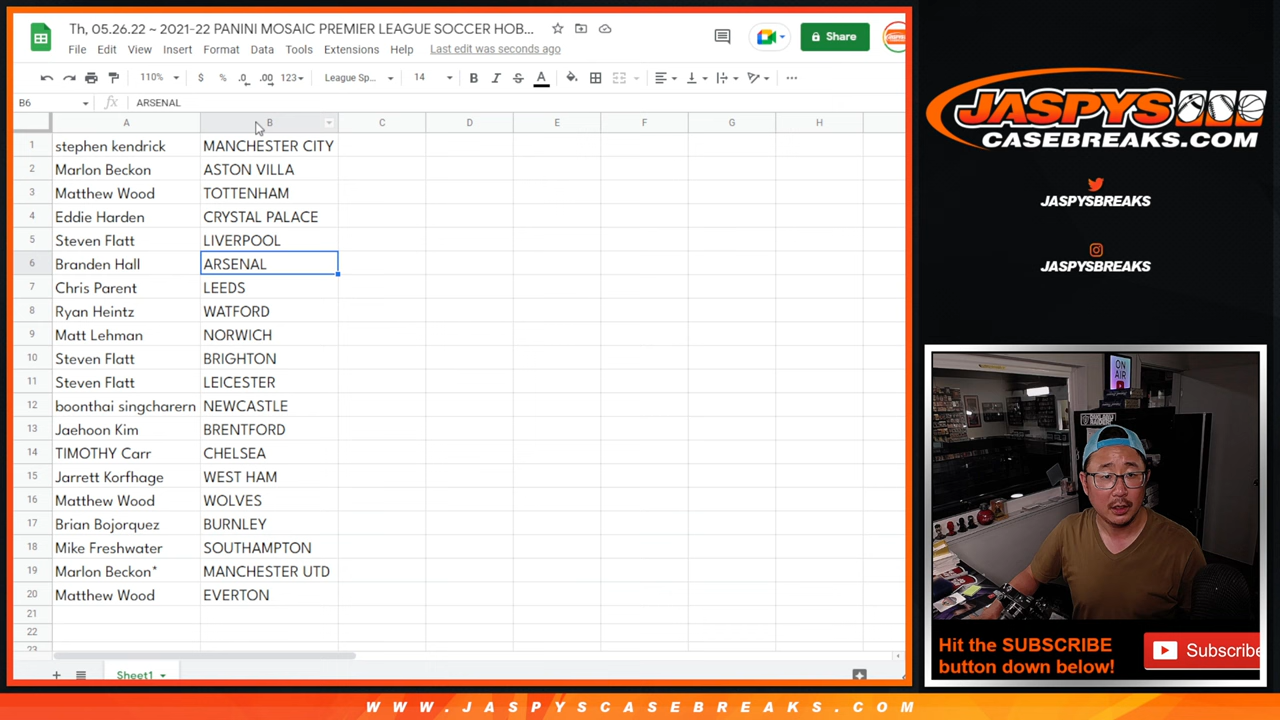 Th, 05.26.22 ~ 2021-22 PANINI MOSAIC PREMIER LEAGUE SOCCER HOB...
File Edit View Insert Format Data Tools Extensions Help Last edit was seconds ago
Share
110% $ % .0 .00 123 League Sp... 14 B I S A
B6 fx ARSENAL
A B C D E F G H
1 stephen kendrick MANCHESTER CITY
2 Marlon Beckon ASTON VILLA
3 Matthew Wood TOTTENHAM
4 Eddie Harden CRYSTAL PALACE
5 Steven Flatt LIVERPOOL
6 Branden Hall ARSENAL
7 Chris Parent LEEDS
8 Ryan Heintz WATFORD
9 Matt Lehman NORWICH
10 Steven Flatt BRIGHTON
11 Steven Flatt LEICESTER
12 boonthai singcharern NEWCASTLE
13 Jaehoon Kim BRENTFORD
14 TIMOTHY Carr CHELSEA
15 Jarrett Korfhage WEST HAM
16 Matthew Wood WOLVES
17 Brian Bojorquez BURNLEY
18 Mike Freshwater SOUTHAMPTON
19 Marlon Beckon* MANCHESTER UTD
20 Matthew Wood EVERTON
21
22
23
Sheet1
JASPYS
CASEBREAKS.COM
JASPYSBREAKS
JASPYSBREAKS
ON
AIR
Hit the SUBSCRIBE
button down below!
Subscribe
WWW.JASPYSCASEBREAKS.COM